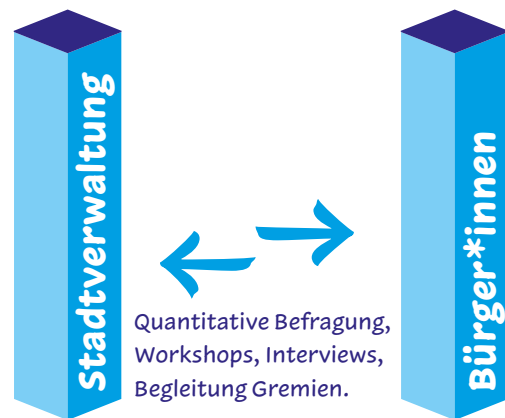 Stadtverwaltung
Quantitative Befragung,
Workshops, Interviews,
Begleitung Gremien.
Bürger*innen